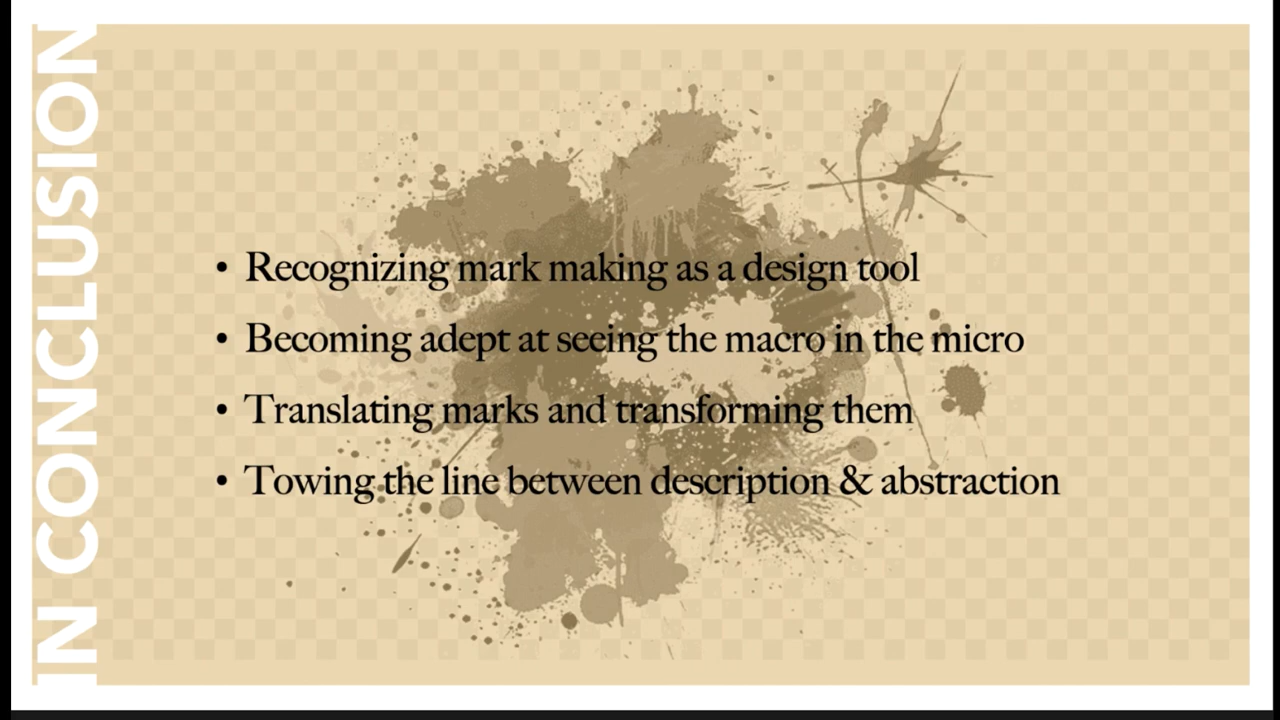 IN CONCLUSION
• Recognizing mark making as a design tool
• Becoming adept at seeing the macro in the micro
• Translating marks and transforming them
• Towing the line between description & abstraction